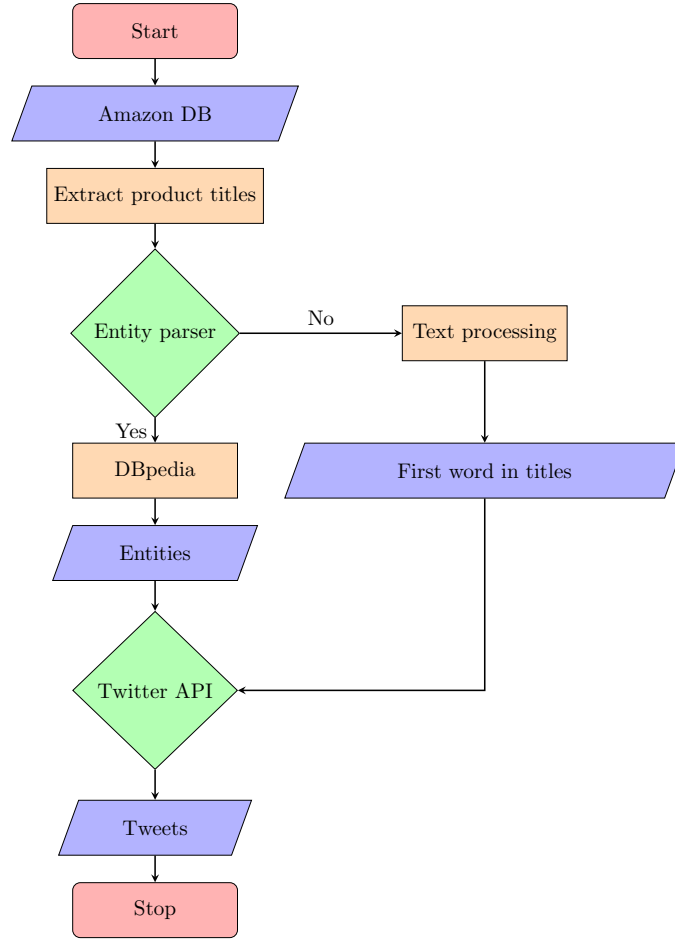 Start
Amazon DB
Extract product titles
Entity parser
No
Text processing
Yes
DBpedia
First word in titles
Entities
Twitter API
Tweets
Stop